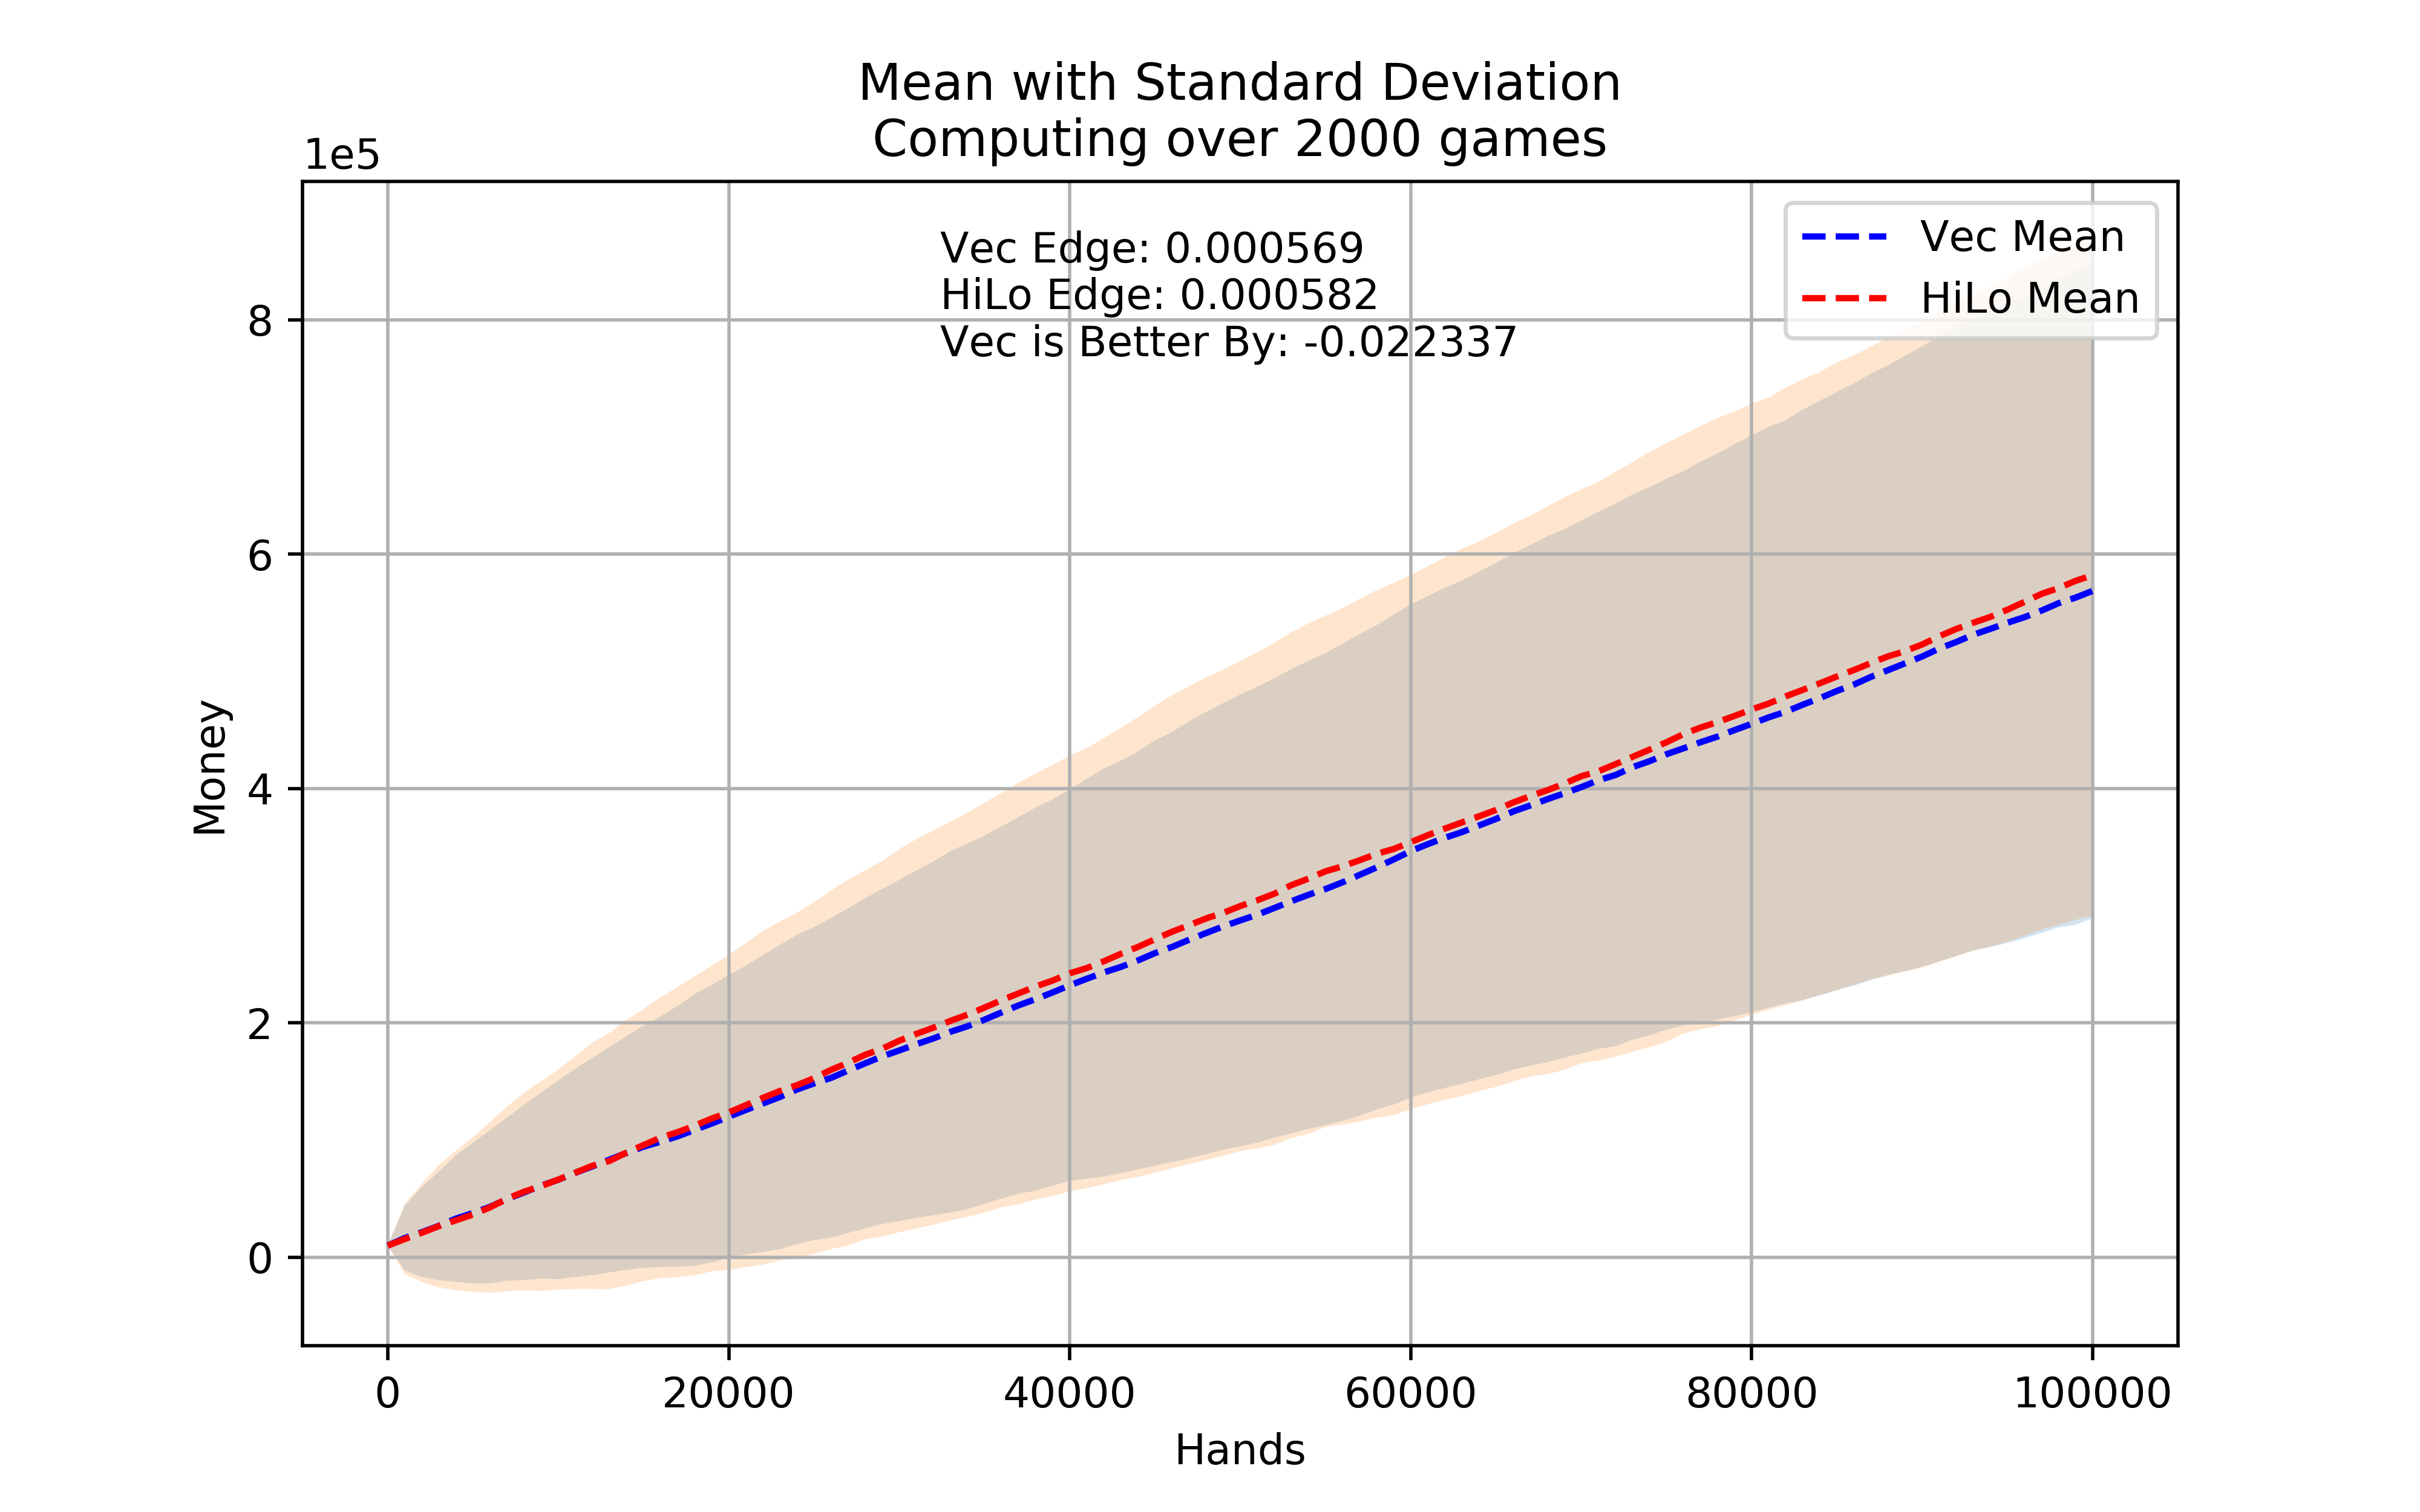 Mean with Standard Deviation
Computing over 2000 games
1e5
Vec Edge: 0.000569
HiLo Edge: 0.000582
Vec is Better By: -0.022337
Vec Mean
HiLo Mean
8
6
4
2
0
Money
0 20000 40000 60000 80000 100000
Hands